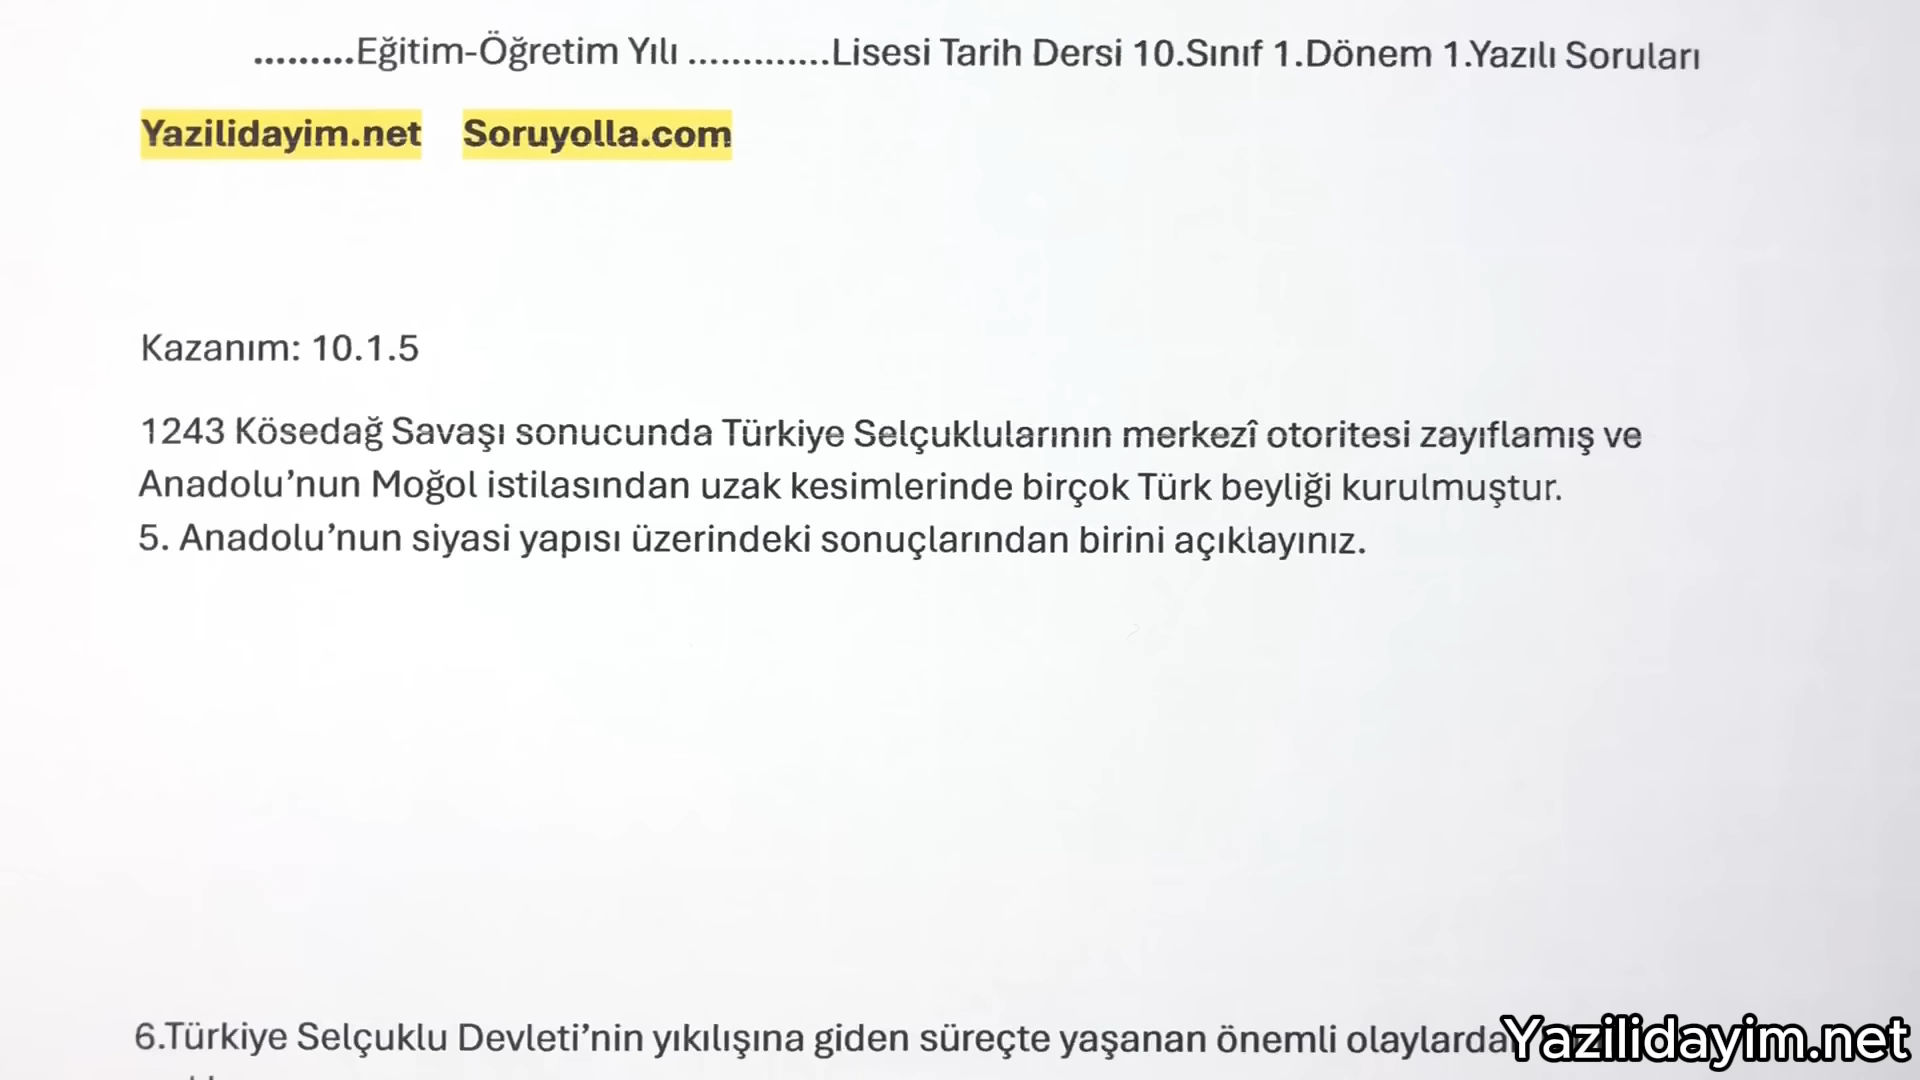 .........Eğitim-Öğretim Yılı .............Lisesi Tarih Dersi 10.Sınıf 1.Dönem 1.Yazılı Soruları
Yazilidayim.net Soruyolla.com
Kazanım: 10.1.5
1243 Kösedağ Savaşı sonucunda Türkiye Selçuklularının merkezî otoritesi zayıflamış ve
Anadolu’nun Moğol istilasından uzak kesimlerinde birçok Türk beyliği kurulmuştur.
5. Anadolu’nun siyasi yapısı üzerindeki sonuçlarından birini açıklayınız.
6.Türkiye Selçuklu Devleti’nin yıkılışına giden süreçte yaşanan önemli
Yazilidayim.net